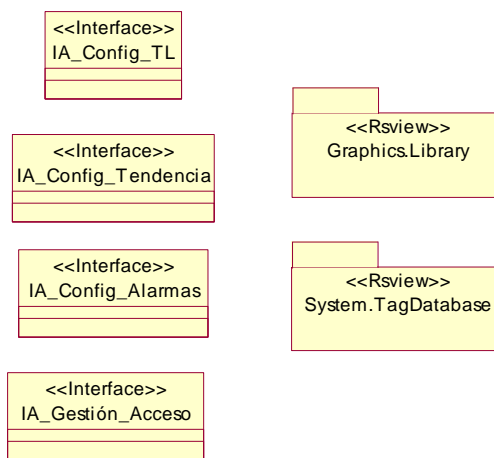 <<Interface>>
IA_Config_TL
<<Interface>>
IA_Config_Tendencia
<<Interface>>
IA_Config_Alarmas
<<Interface>>
IA_Gestión_Acceso
<<Rsview>>
Graphics.Library
<<Rsview>>
System.TagDatabase